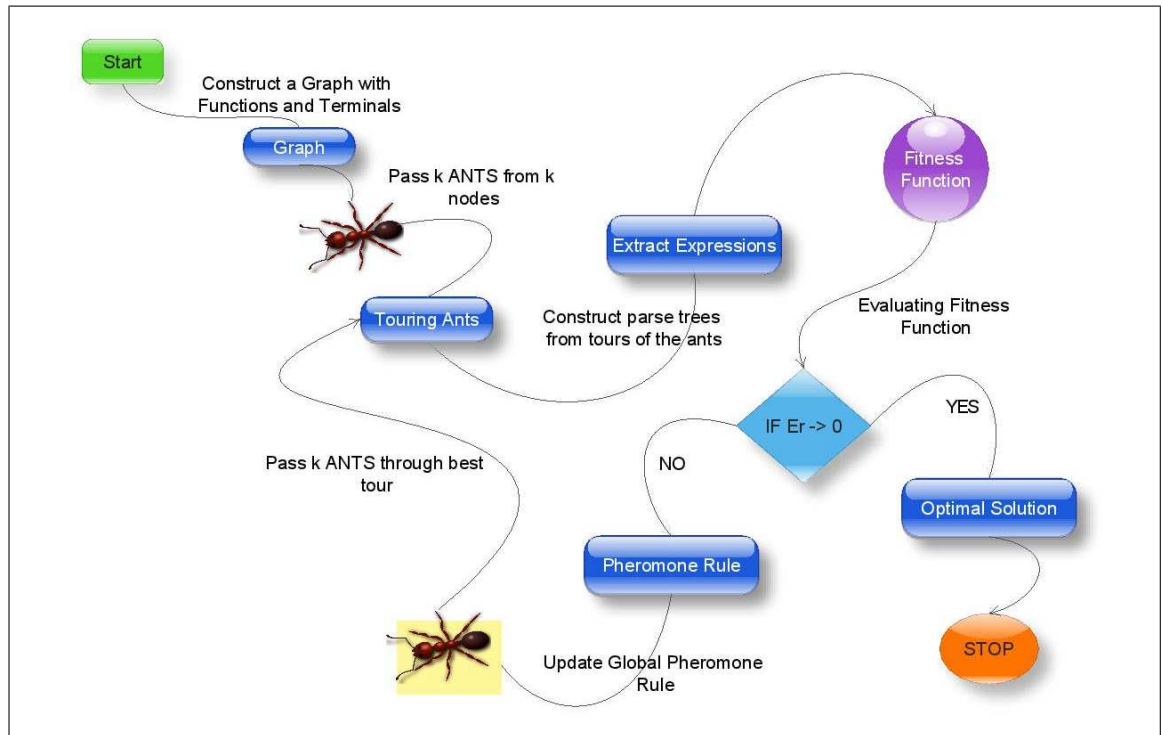 Start
Construct a Graph with
Functions and Terminals
Graph
Pass k ANTS from k
nodes
Touring Ants
Construct parse trees
from tours of the ants
Extract Expressions
Fitness
Function
Evaluating Fitness
Function
IF Er -> 0
YES
Optimal Solution
STOP
NO
Pheromone Rule
Update Global Pheromone
Rule
Pass k ANTS through best
tour